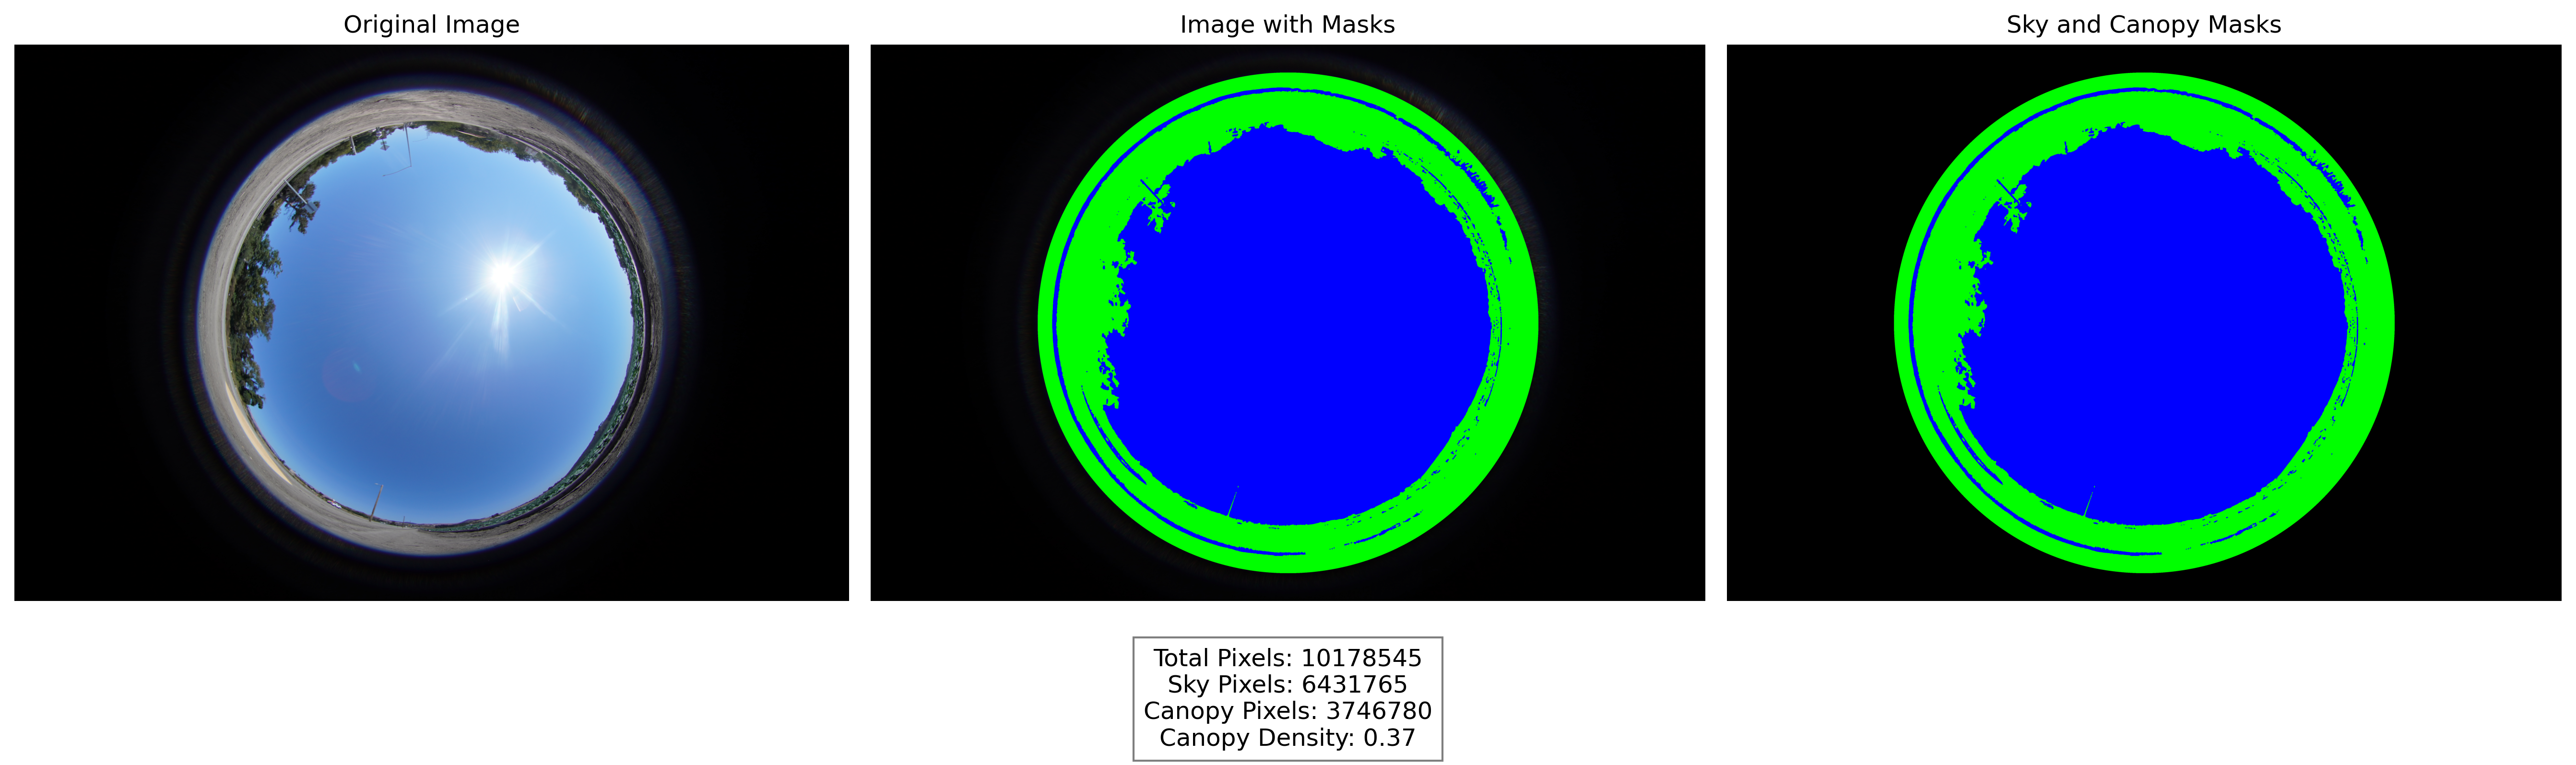 Original Image
Image with Masks
Sky and Canopy Masks
Total Pixels: 10178545
Sky Pixels: 6431765
Canopy Pixels: 3746780
Canopy Density: 0.37